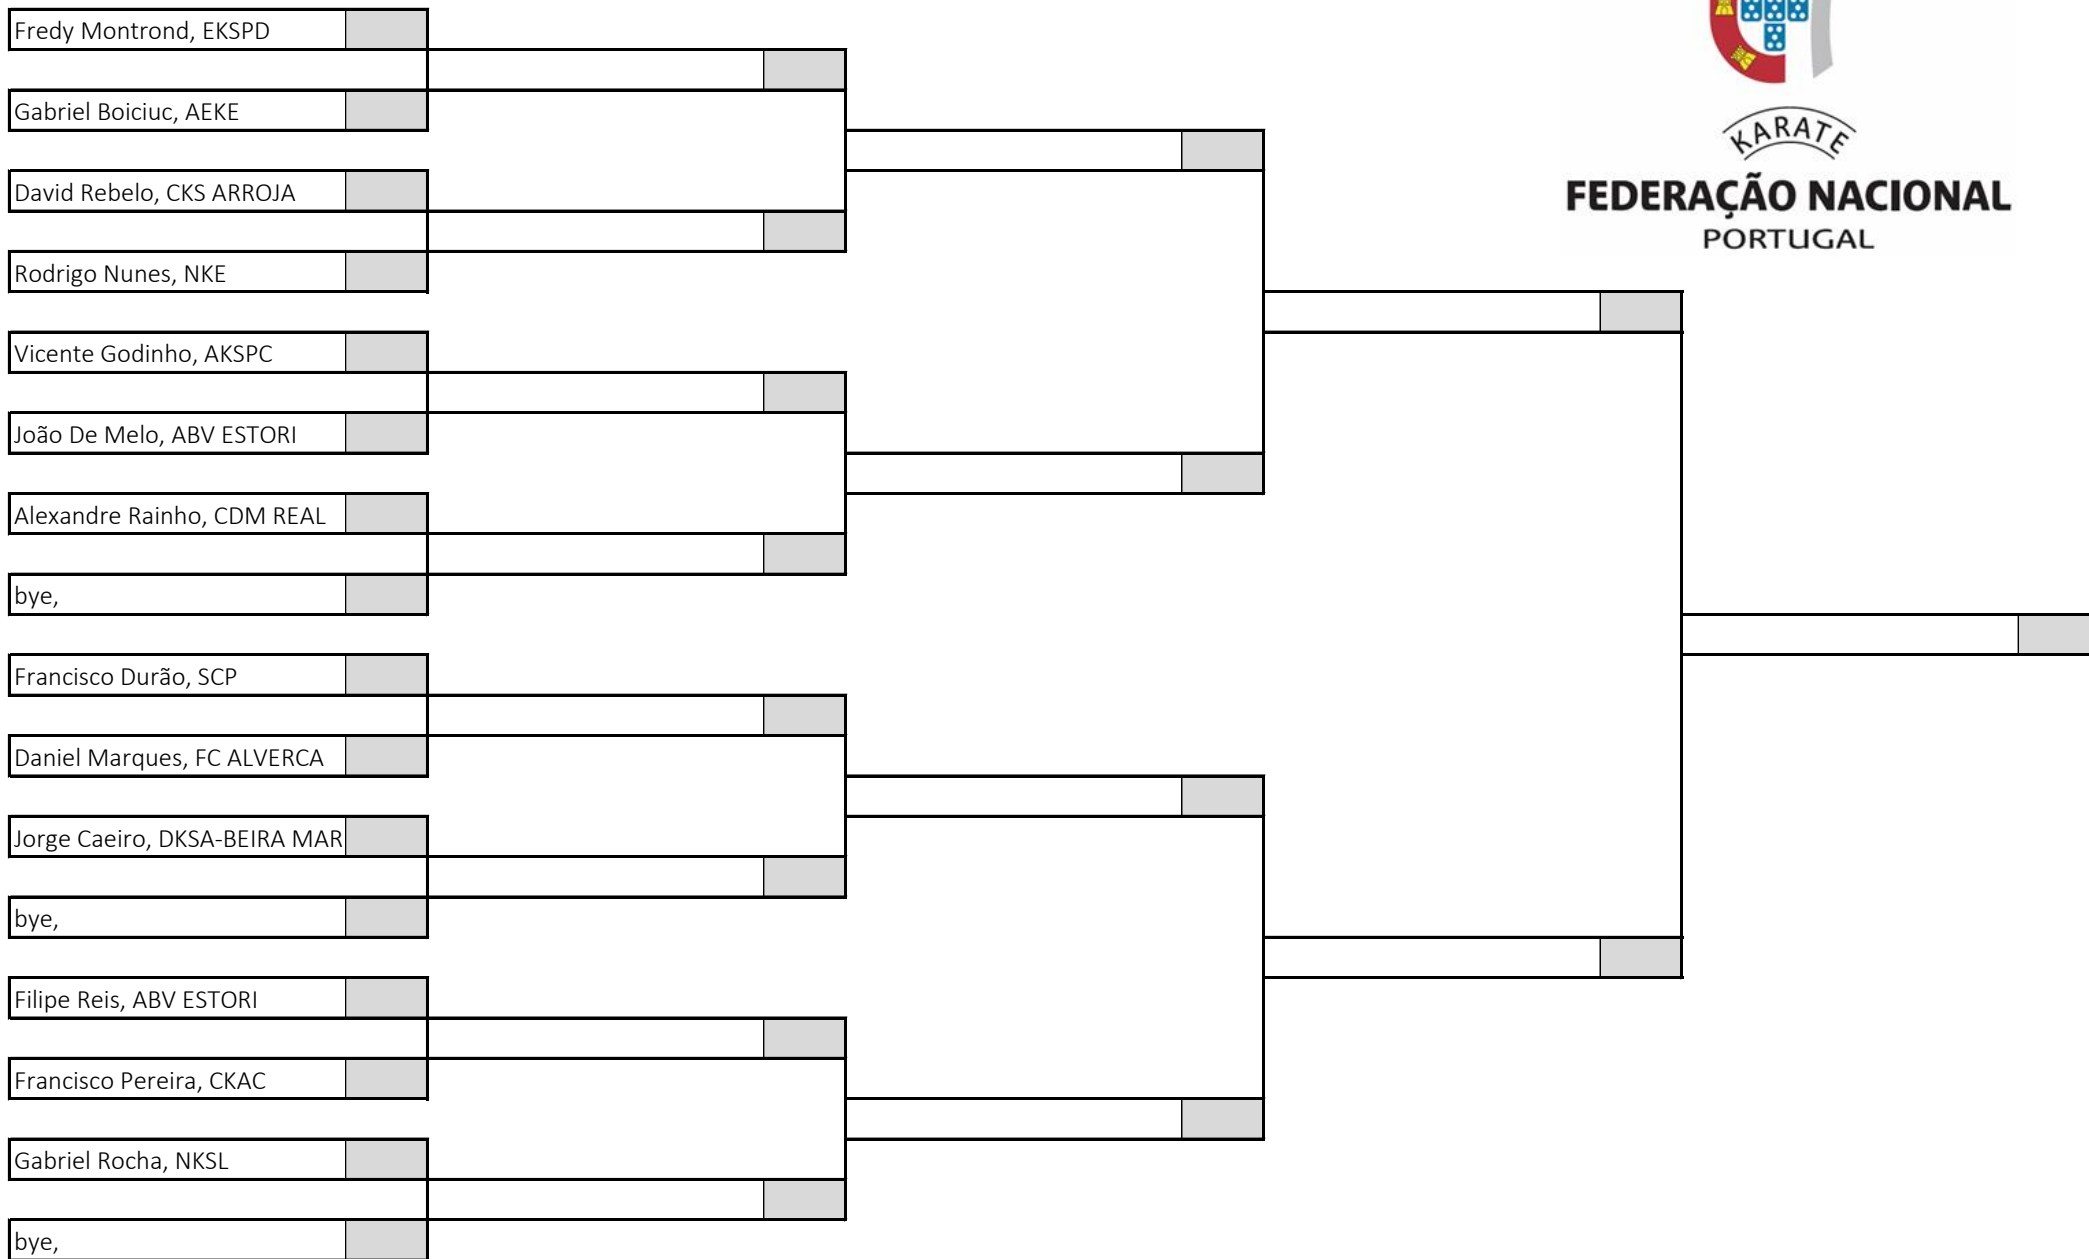 Fredy Montrond, EKSPD
Gabriel Boiciuc, AEKE
KARATE
David Rebelo, CKS ARROJA
FEDERAÇÃO NACIONAL
PORTUGAL
Rodrigo Nunes, NKE
Vicente Godinho, AKSPC
João De Melo, ABV ESTORI
Alexandre Rainho, CDM REAL
bye,
Francisco Durão, SCP
Daniel Marques, FC ALVERCA
Jorge Caeiro, DKSA-BEIRA MAR
bye,
Filipe Reis, ABV ESTORI
Francisco Pereira, CKAC
Gabriel Rocha, NKSL
bye,